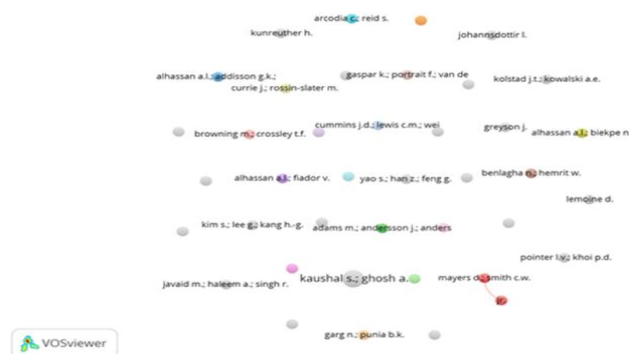 arcodia c.; reid s.
kunreuther h.
johannsdottir l.
alhassan a.l.; addisson g.k.;
gaspar k.; portrait f.; van de
kolstad j.t.; kowalski a.e.
currie j.; rossin-slater m.
cummins j.d.; lewis c.m.; wei
greyson j.
browning m.; crossley t.f.
alhassan a.l.; biekpe n
benlagha n.; hemrit w.
alhassan a.l.; fiador v.
yao s.; han z.; feng g.
lemoine d.
kim s.; lee g.; kang h.-g.
adams m.; andersson j.; anders
pointer l.v.; khoi p.d.
kaushal s.; ghosh a.
mayers d.; smith c.w.
javaid m.; haleem a.; singh r.
garg n.; punia b.k.
VOSviewer